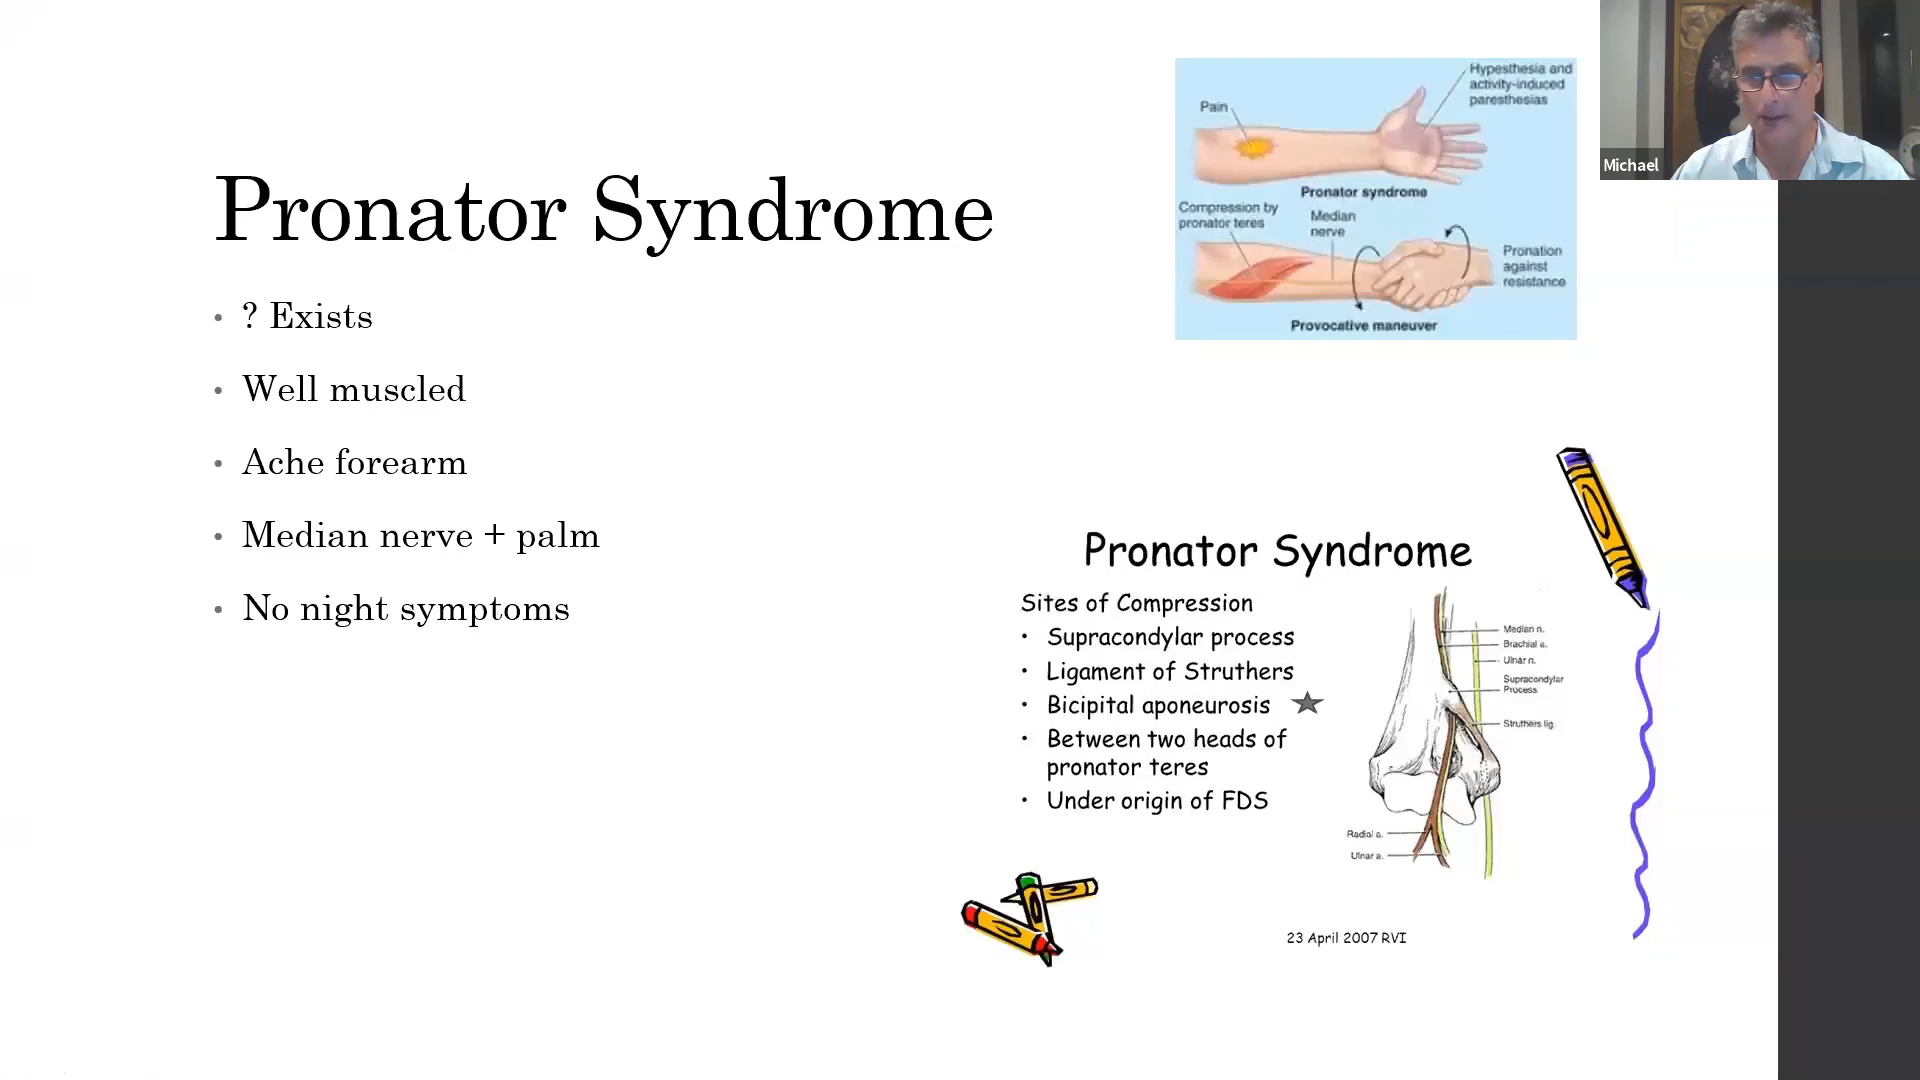 Pronator Syndrome
• ? Exists
• Well muscled
• Ache forearm
• Median nerve + palm
• No night symptoms
Hypesthesia and
activity-induced
paresthesias
Pain
Pronator syndrome
Compression by
pronator teres
Median
nerve
Pronation
against
resistance
Provocative maneuver
Michael
Pronator Syndrome
Sites of Compression
• Supracondylar process
• Ligament of Struthers
• Bicipital aponeurosis
• Between two heads of
pronator teres
• Under origin of FDS
Median n.
Brachial a.
Ulnar n.
Supracondylar
Process
Struthers lig.
Radial a.
Ulnar a.
23 April 2007 RVI